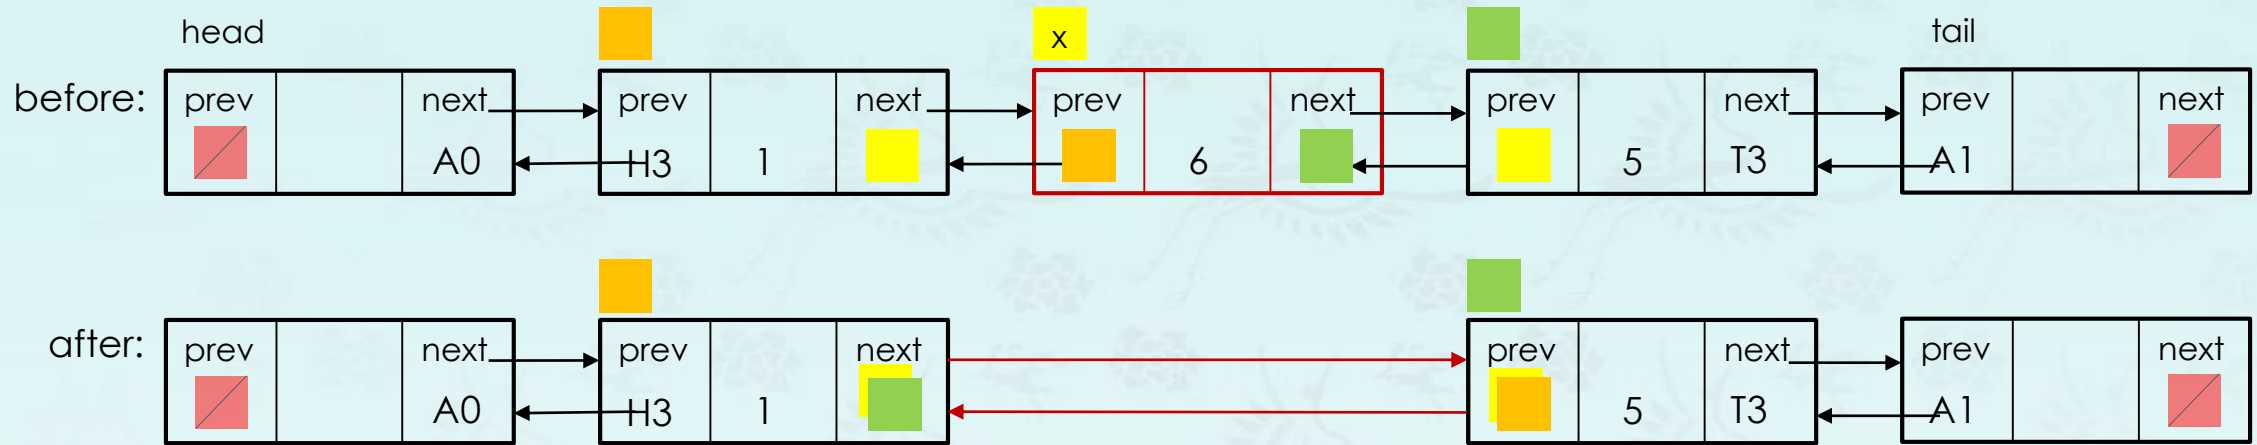 head x tail
before: prev next prev next prev next prev next prev next
A0 H3 1 6 5 T3 A1
after: prev next prev next prev next prev next
A0 H3 1 5 T3 A1